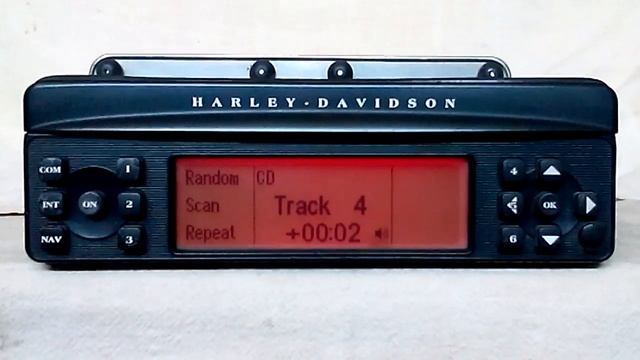 HARLEY-DAVIDSON
COM 1
INT ON 2
NAV 3
Random CD
Scan Track 4
Repeat +00:02
4
OK
6